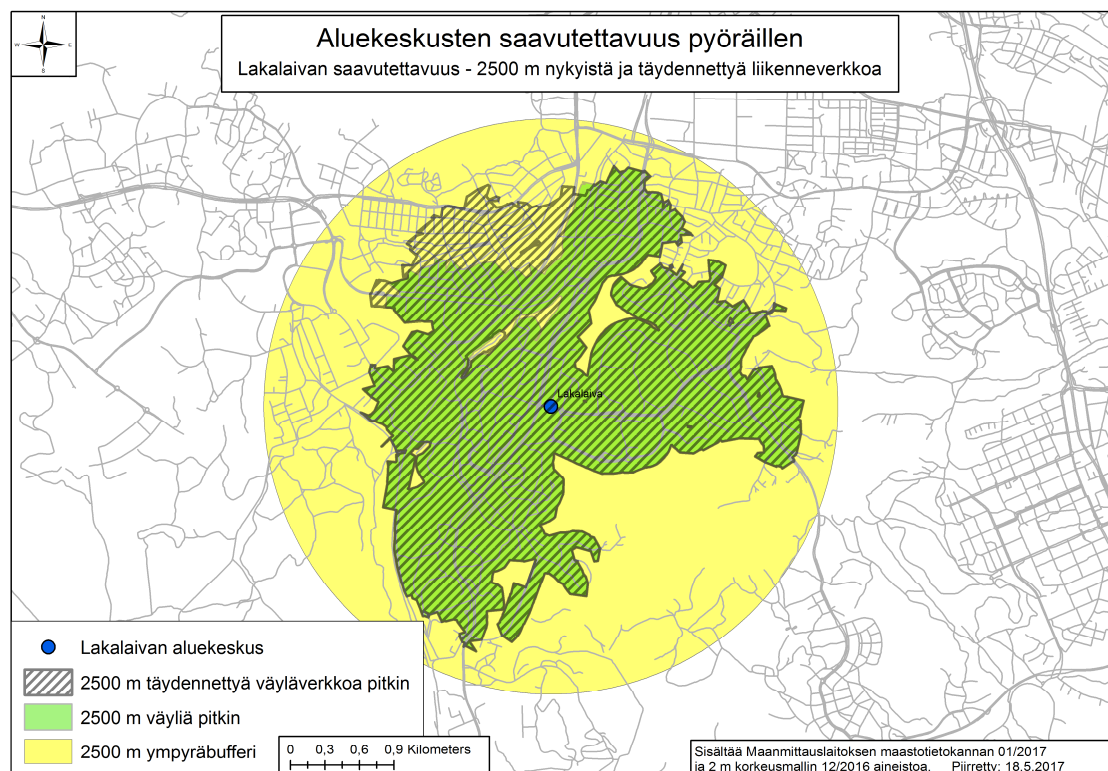 N
W E
S
Aluekeskusten saavutettavuus pyöräillen
Lakalaivan saavutettavuus - 2500 m nykyistä ja täydennettyä liikenneverkkoa
Lakalaiva
Lakalaivan aluekeskus
2500 m täydennettyä väyläverkkoa pitkin
2500 m väyliä pitkin
2500 m ympyräbufferi
0 0,3 0,6 0,9 Kilometers
Sisältää Maanmittauslaitoksen maastotietokannan 01/2017
ja 2 m korkeusmallin 12/2016 aineistoa. Piirretty: 18.5.2017